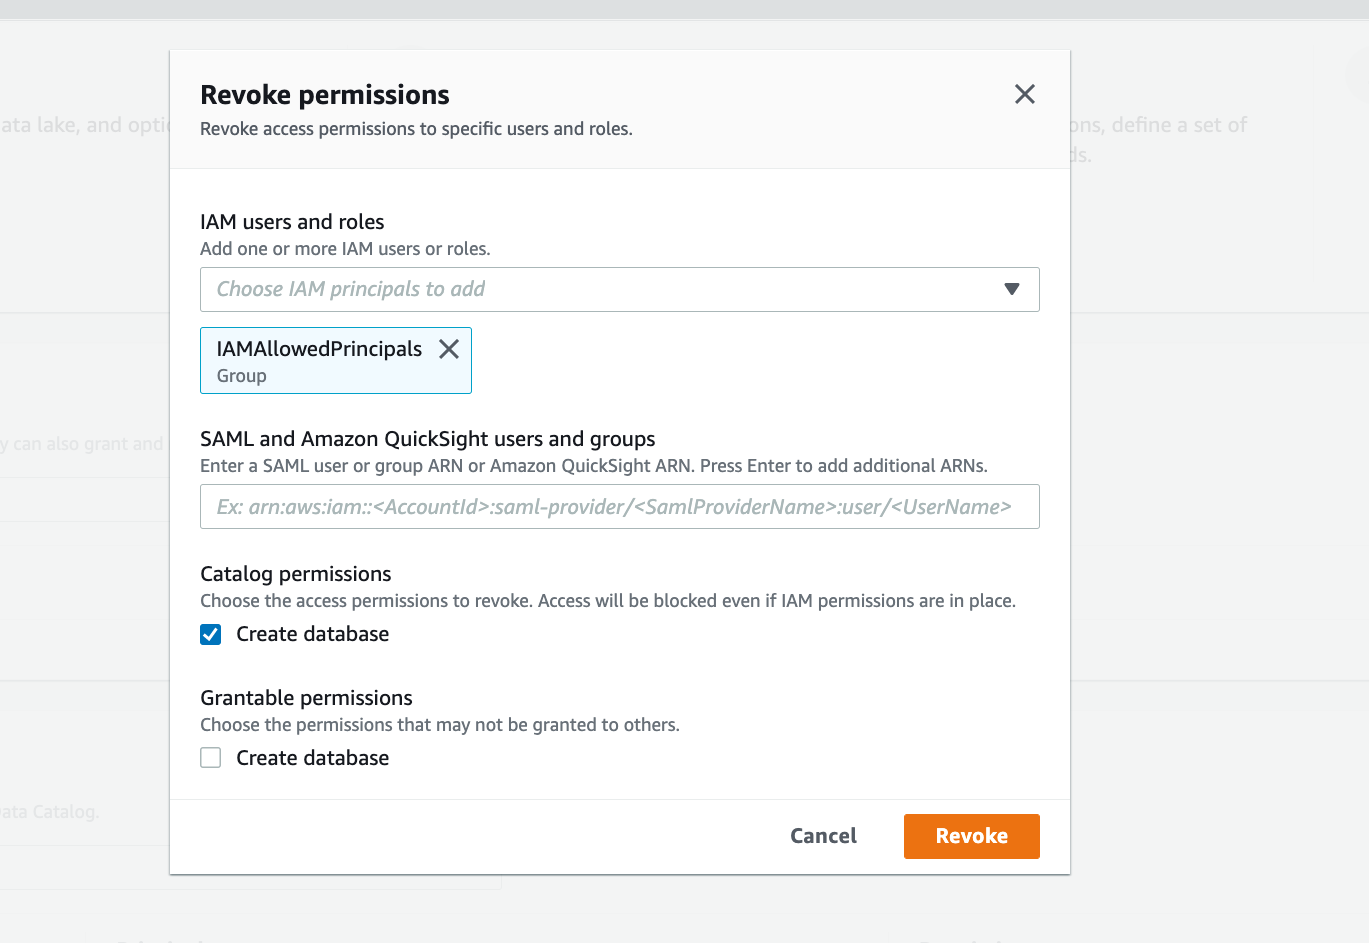 Revoke permissions
Revoke access permissions to specific users and roles.
ata lake, and optic
ons, define a set of
ds.
IAM users and roles
Add one or more IAM users or roles.
Choose IAM principals to add
IAMAllowedPrincipals
Group
SAML and Amazon QuickSight users and groups
y can also grant and
Enter a SAML user or group ARN or Amazon QuickSight ARN. Press Enter to add additional ARNs.
Ex: arn:aws:iam::<AccountId>:saml-provider/<SamlProviderName>:user/<UserName>
Catalog permissions
Choose the access permissions to revoke. Access will be blocked even if IAM permissions are in place.
Create database
Grantable permissions
Choose the permissions that may not be granted to others.
Create database
ata Catalog.
Cancel
Revoke